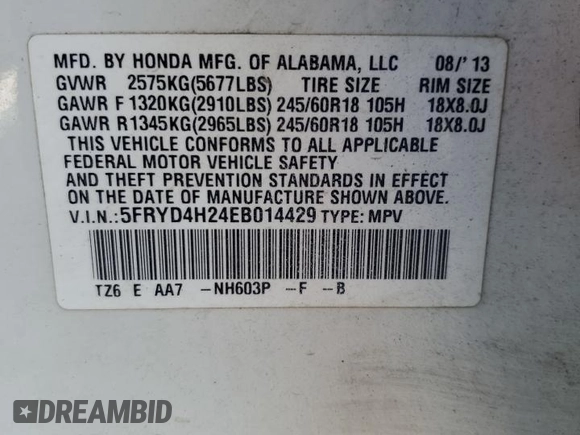 MFD. BY HONDA MFG. OF ALABAMA, LLC 08/'13
GVWR 2575KG(5677LBS) TIRE SIZE RIM SIZE
GAWR F1320KG(2910LBS) 245/60R18 105H 18X8.0J
GAWR R1345KG(2965LBS) 245/60R18 105H 18X8.0J
THIS VEHICLE CONFORMS TO ALL APPLICABLE
FEDERAL MOTOR VEHICLE SAFETY
AND THEFT PREVENTION STANDARDS IN EFFECT
ON THE DATE OF MANUFACTURE SHOWN ABOVE.
V.I.N.:5FRYD4H24EB014429 TYPE: MPV
TZ6 E AA7 -NH603P -F -B
DREAMBID